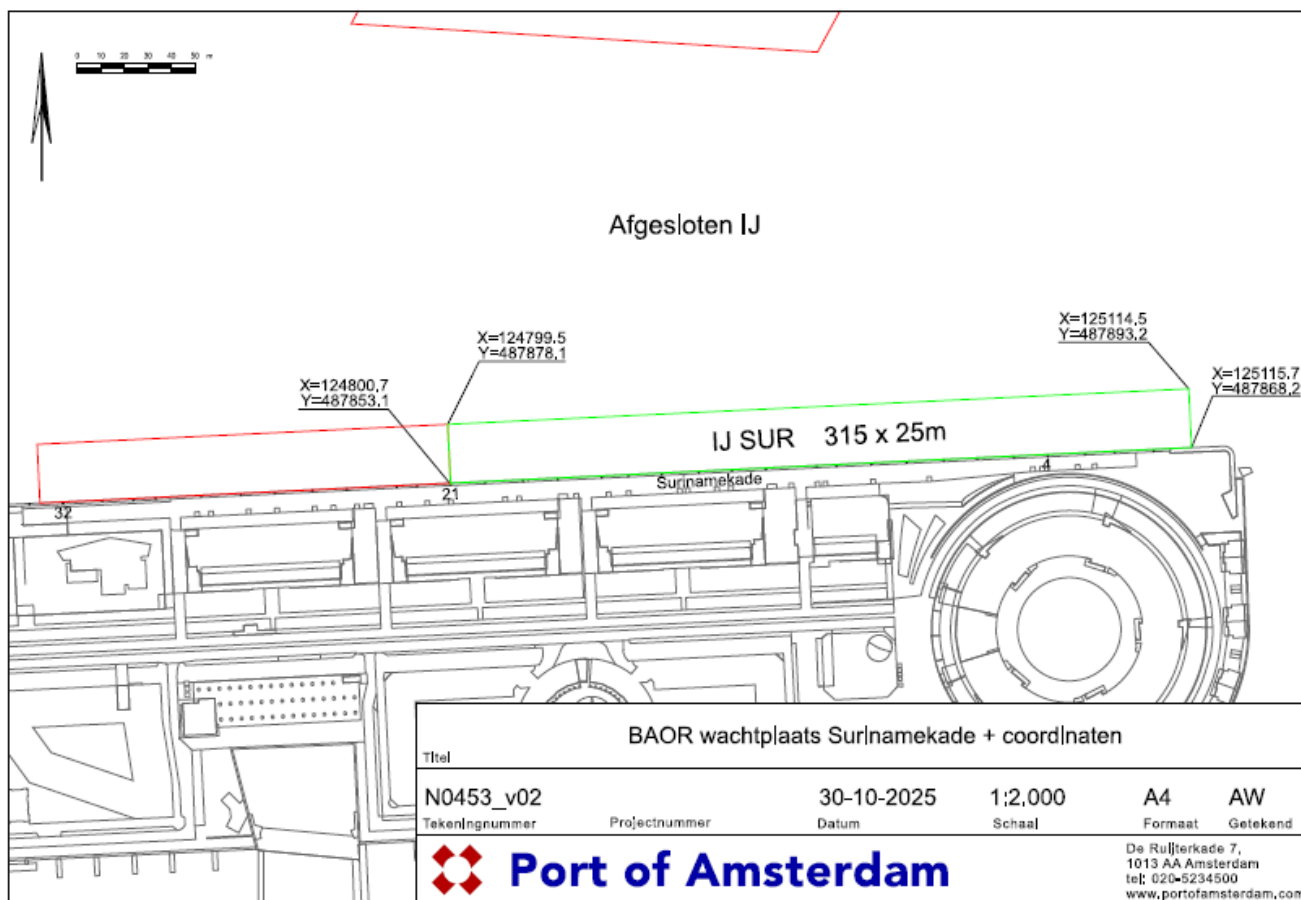 0 10 20 30 40 50 m
Afgesloten IJ
X=125114.5
Y=487893.2
X=124799.5
Y=487878.1
X=125115.7
Y=487868.2
X=124800.7
Y=487853.1
IJ SUR 315 x 25m
4
Surinamekade
21
32
BAOR wachtplaats Surinamekade + coordinaten
Titel
N0453_v02 30-10-2025 1:2.000 A4 AW
Tekeningnummer Projectnummer Datum Schaal Formaat Getekend
Port of Amsterdam
De Ruijterkade 7,
1013 AA Amsterdam
tel: 020-5234500
www.portofamsterdam.com